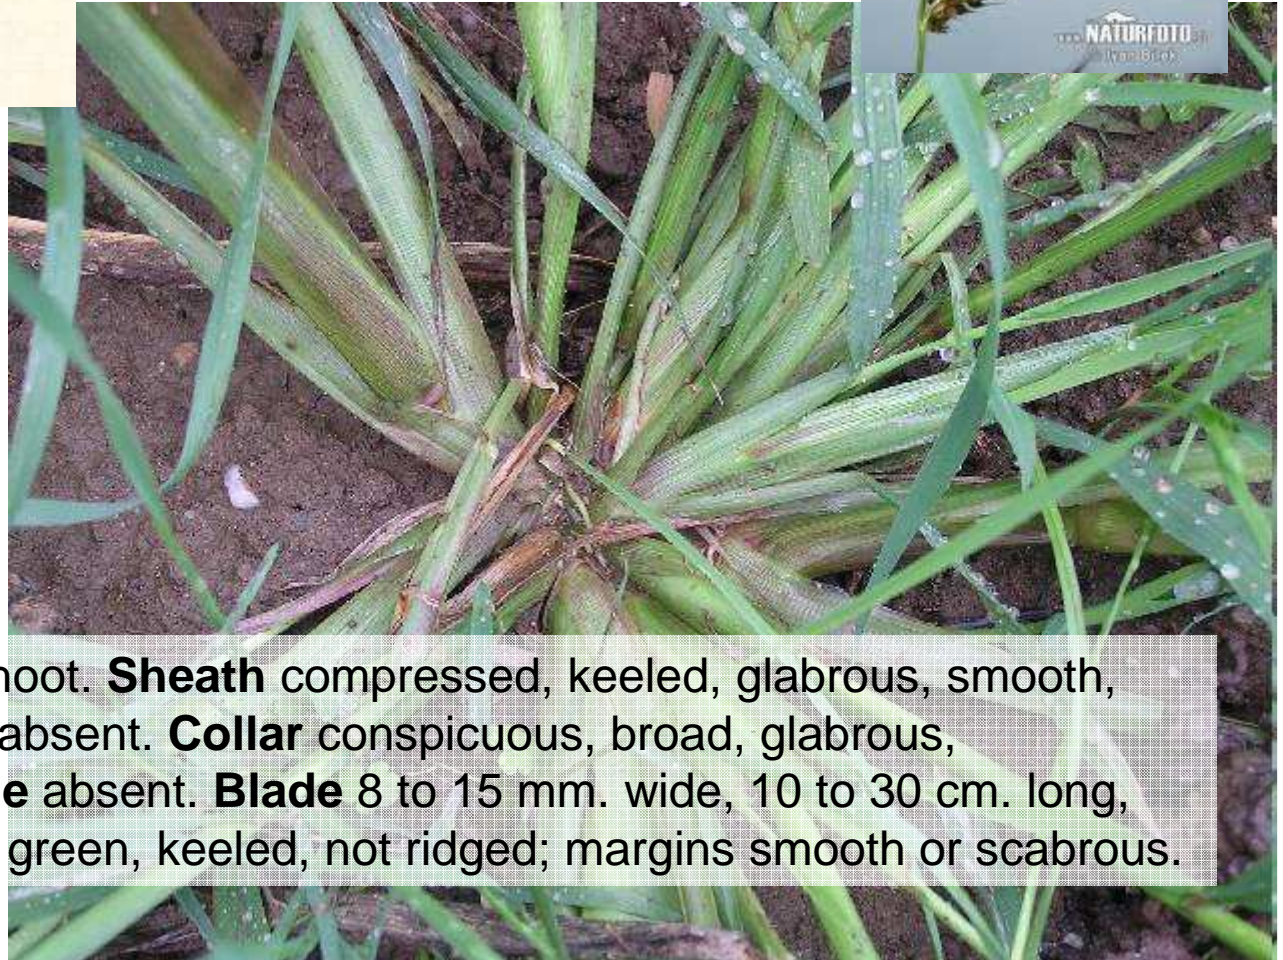 NATURFOTO
hoot. Sheath compressed, keeled, glabrous, smooth,
absent. Collar conspicuous, broad, glabrous,
e absent. Blade 8 to 15 mm. wide, 10 to 30 cm. long,
green, keeled, not ridged; margins smooth or scabrous.